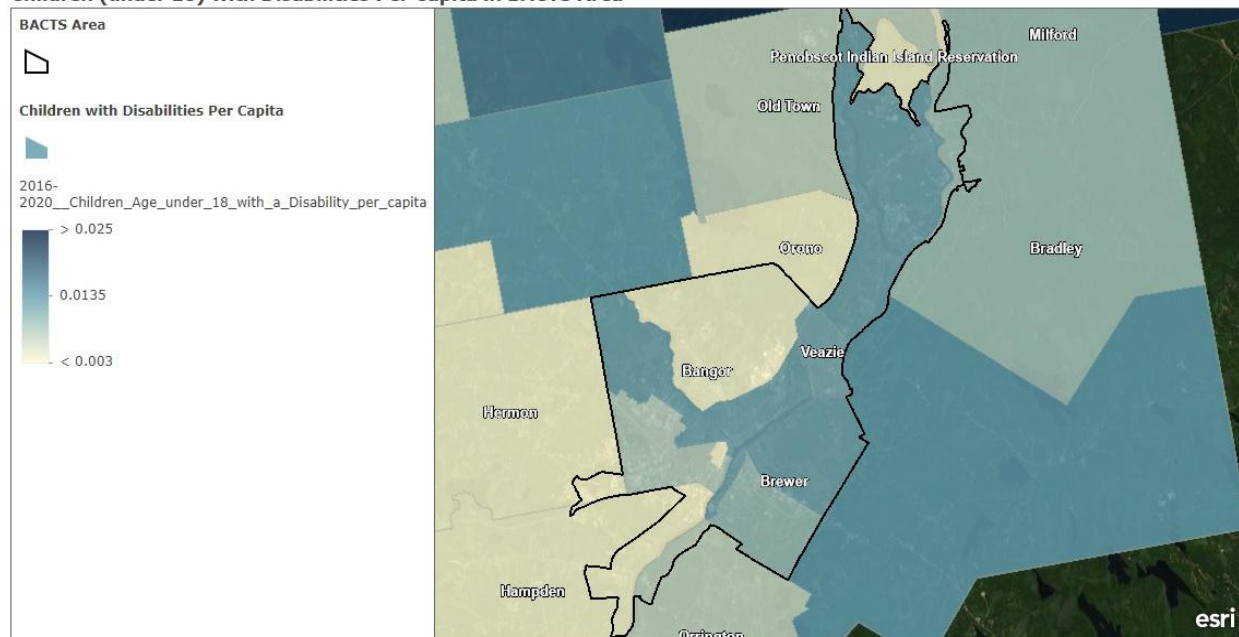 BACTS Area
Children with Disabilities Per Capita
2016-
2020__Children_Age_under_18_with_a_Disability_per_capita
> 0.025
0.0135
< 0.003
Milford
Penobscot Indian Island Reservation
Old Town
Orono
Bradley
Veazie
Bangor
Hermon
Brewer
Hampden
Orrington
esri